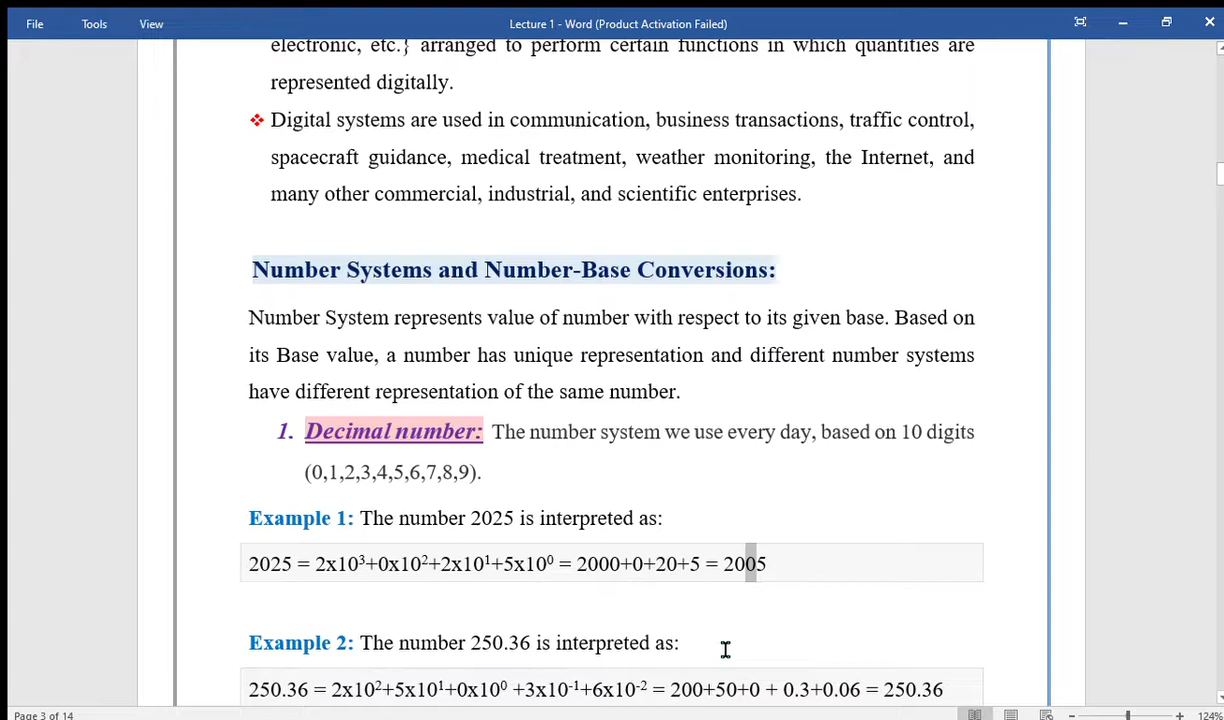 File Tools View Lecture 1 - Word (Product Activation Failed)
electronic, etc.} arranged to perform certain functions in which quantities are
represented digitally.
❖ Digital systems are used in communication, business transactions, traffic control,
spacecraft guidance, medical treatment, weather monitoring, the Internet, and
many other commercial, industrial, and scientific enterprises.
Number Systems and Number-Base Conversions:
Number System represents value of number with respect to its given base. Based on
its Base value, a number has unique representation and different number systems
have different representation of the same number.
1. Decimal number: The number system we use every day, based on 10 digits
(0,1,2,3,4,5,6,7,8,9).
Example 1: The number 2025 is interpreted as:
2025 = 2x10³+0x10²+2x10¹+5x10⁰ = 2000+0+20+5 = 2005
Example 2: The number 250.36 is interpreted as:
250.36 = 2x10²+5x10¹+0x10⁰ +3x10⁻¹+6x10⁻² = 200+50+0 + 0.3+0.06 = 250.36
Page 3 of 14 124%